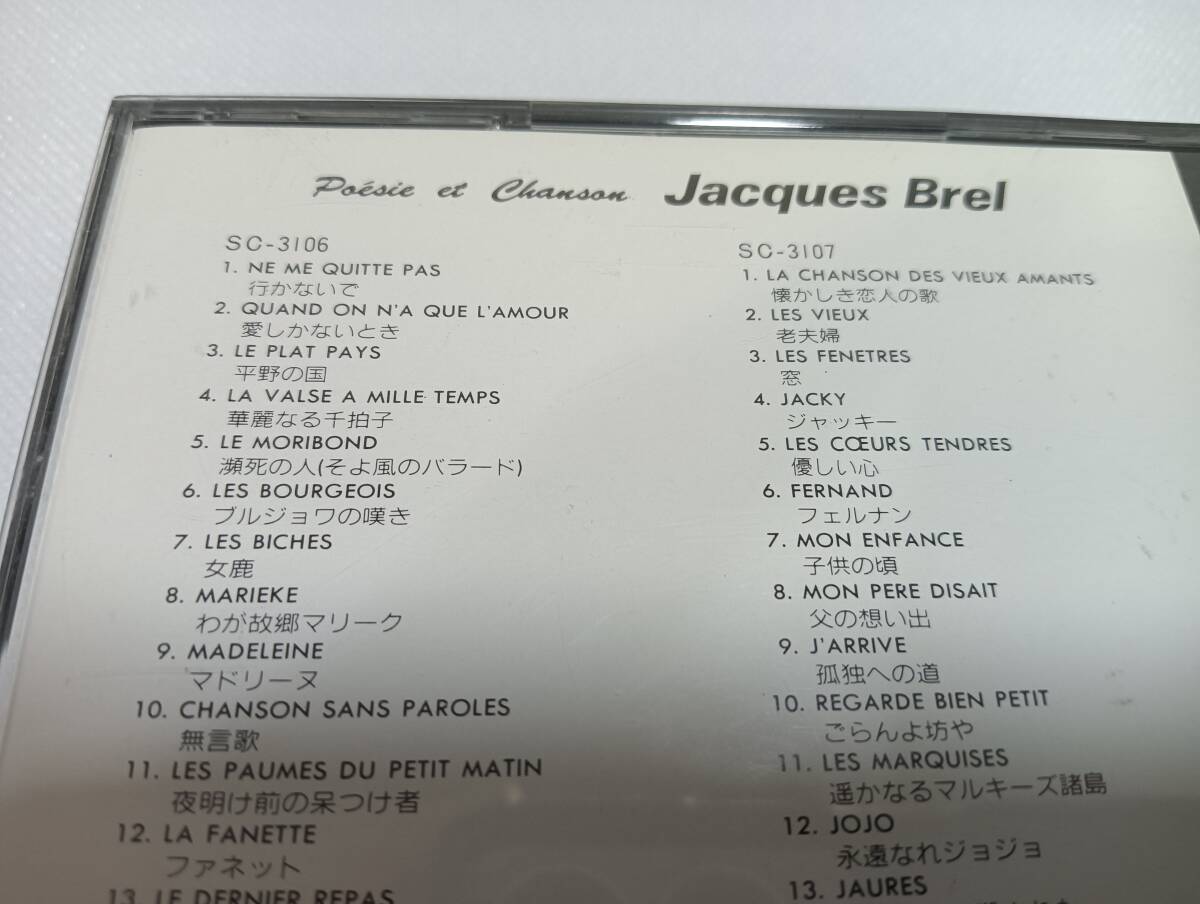 Poésie et Chanson Jacques Brel
SC-3106
1. NE ME QUITTE PAS
行かないで
2. QUAND ON N'A QUE L'AMOUR
愛しかないとき
3. LE PLAT PAYS
平野の国
4. LA VALSE A MILLE TEMPS
華麗なる千拍子
5. LE MORIBOND
瀕死の人(そよ風のバラード)
6. LES BOURGEOIS
ブルジョワの嘆き
7. LES BICHES
女鹿
8. MARIEKE
わが故郷マリーク
9. MADELEINE
マドリーヌ
10. CHANSON SANS PAROLES
無言歌
11. LES PAUMES DU PETIT MATIN
夜明け前の呆つけ者
12. LA FANETTE
ファネット
13. LE DERNIER REPAS
SC-3107
1. LA CHANSON DES VIEUX AMANTS
懐かしき恋人の歌
2. LES VIEUX
老夫婦
3. LES FENETRES
窓
4. JACKY
ジャッキー
5. LES CŒURS TENDRES
優しい心
6. FERNAND
フェルナン
7. MON ENFANCE
子供の頃
8. MON PERE DISAIT
父の想い出
9. J'ARRIVE
孤独への道
10. REGARDE BIEN PETIT
ごらんよ坊や
11. LES MARQUISES
遥かなるマルキーズ諸島
12. JOJO
永遠なれジョジョ
13. JAURES